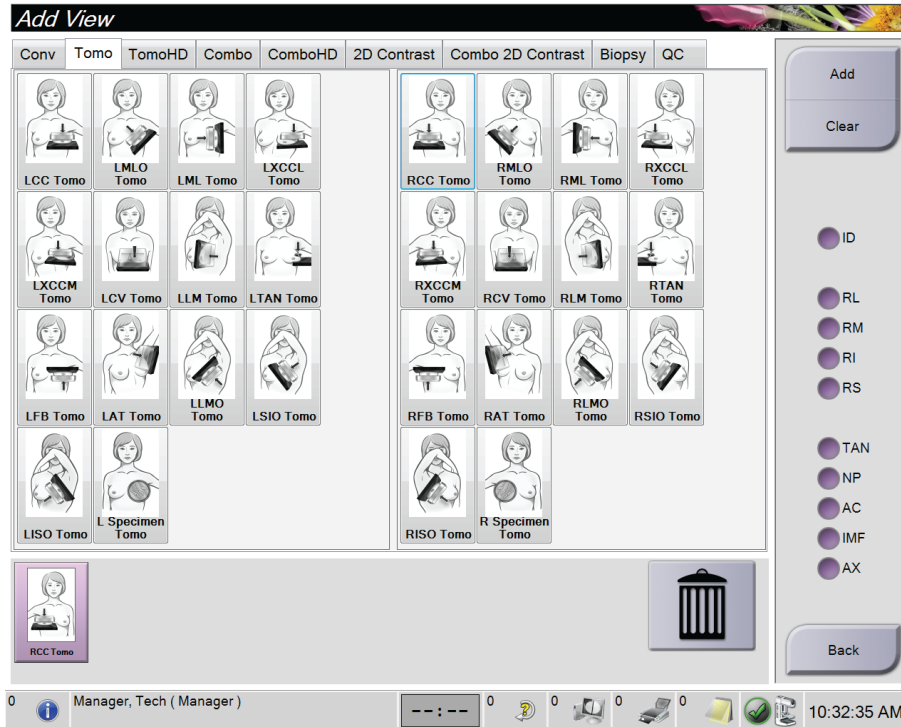 Add View
Conv Tomo TomoHD Combo ComboHD 2D Contrast Combo 2D Contrast Biopsy QC
LCC Tomo
LMLO
Tomo
LML Tomo
LXCCL
Tomo
RCC Tomo
RMLO
Tomo
RML Tomo
RXCCL
Tomo
LXCCM
Tomo
LCV Tomo
LLM Tomo
LTAN Tomo
RXCCM
Tomo
RCV Tomo
RLM Tomo
RTAN
Tomo
LFB Tomo
LAT Tomo
LLMO
Tomo
LSIO Tomo
RFB Tomo
RAT Tomo
RLMO
Tomo
RSIO Tomo
LISO Tomo
L Specimen
Tomo
RISO Tomo
R Specimen
Tomo
RCC Tomo
Add
Clear
ID
RL
RM
RI
RS
TAN
NP
AC
IMF
AX
Back
0 Manager, Tech ( Manager ) --:-- 0 0 0 0 10:32:35 AM